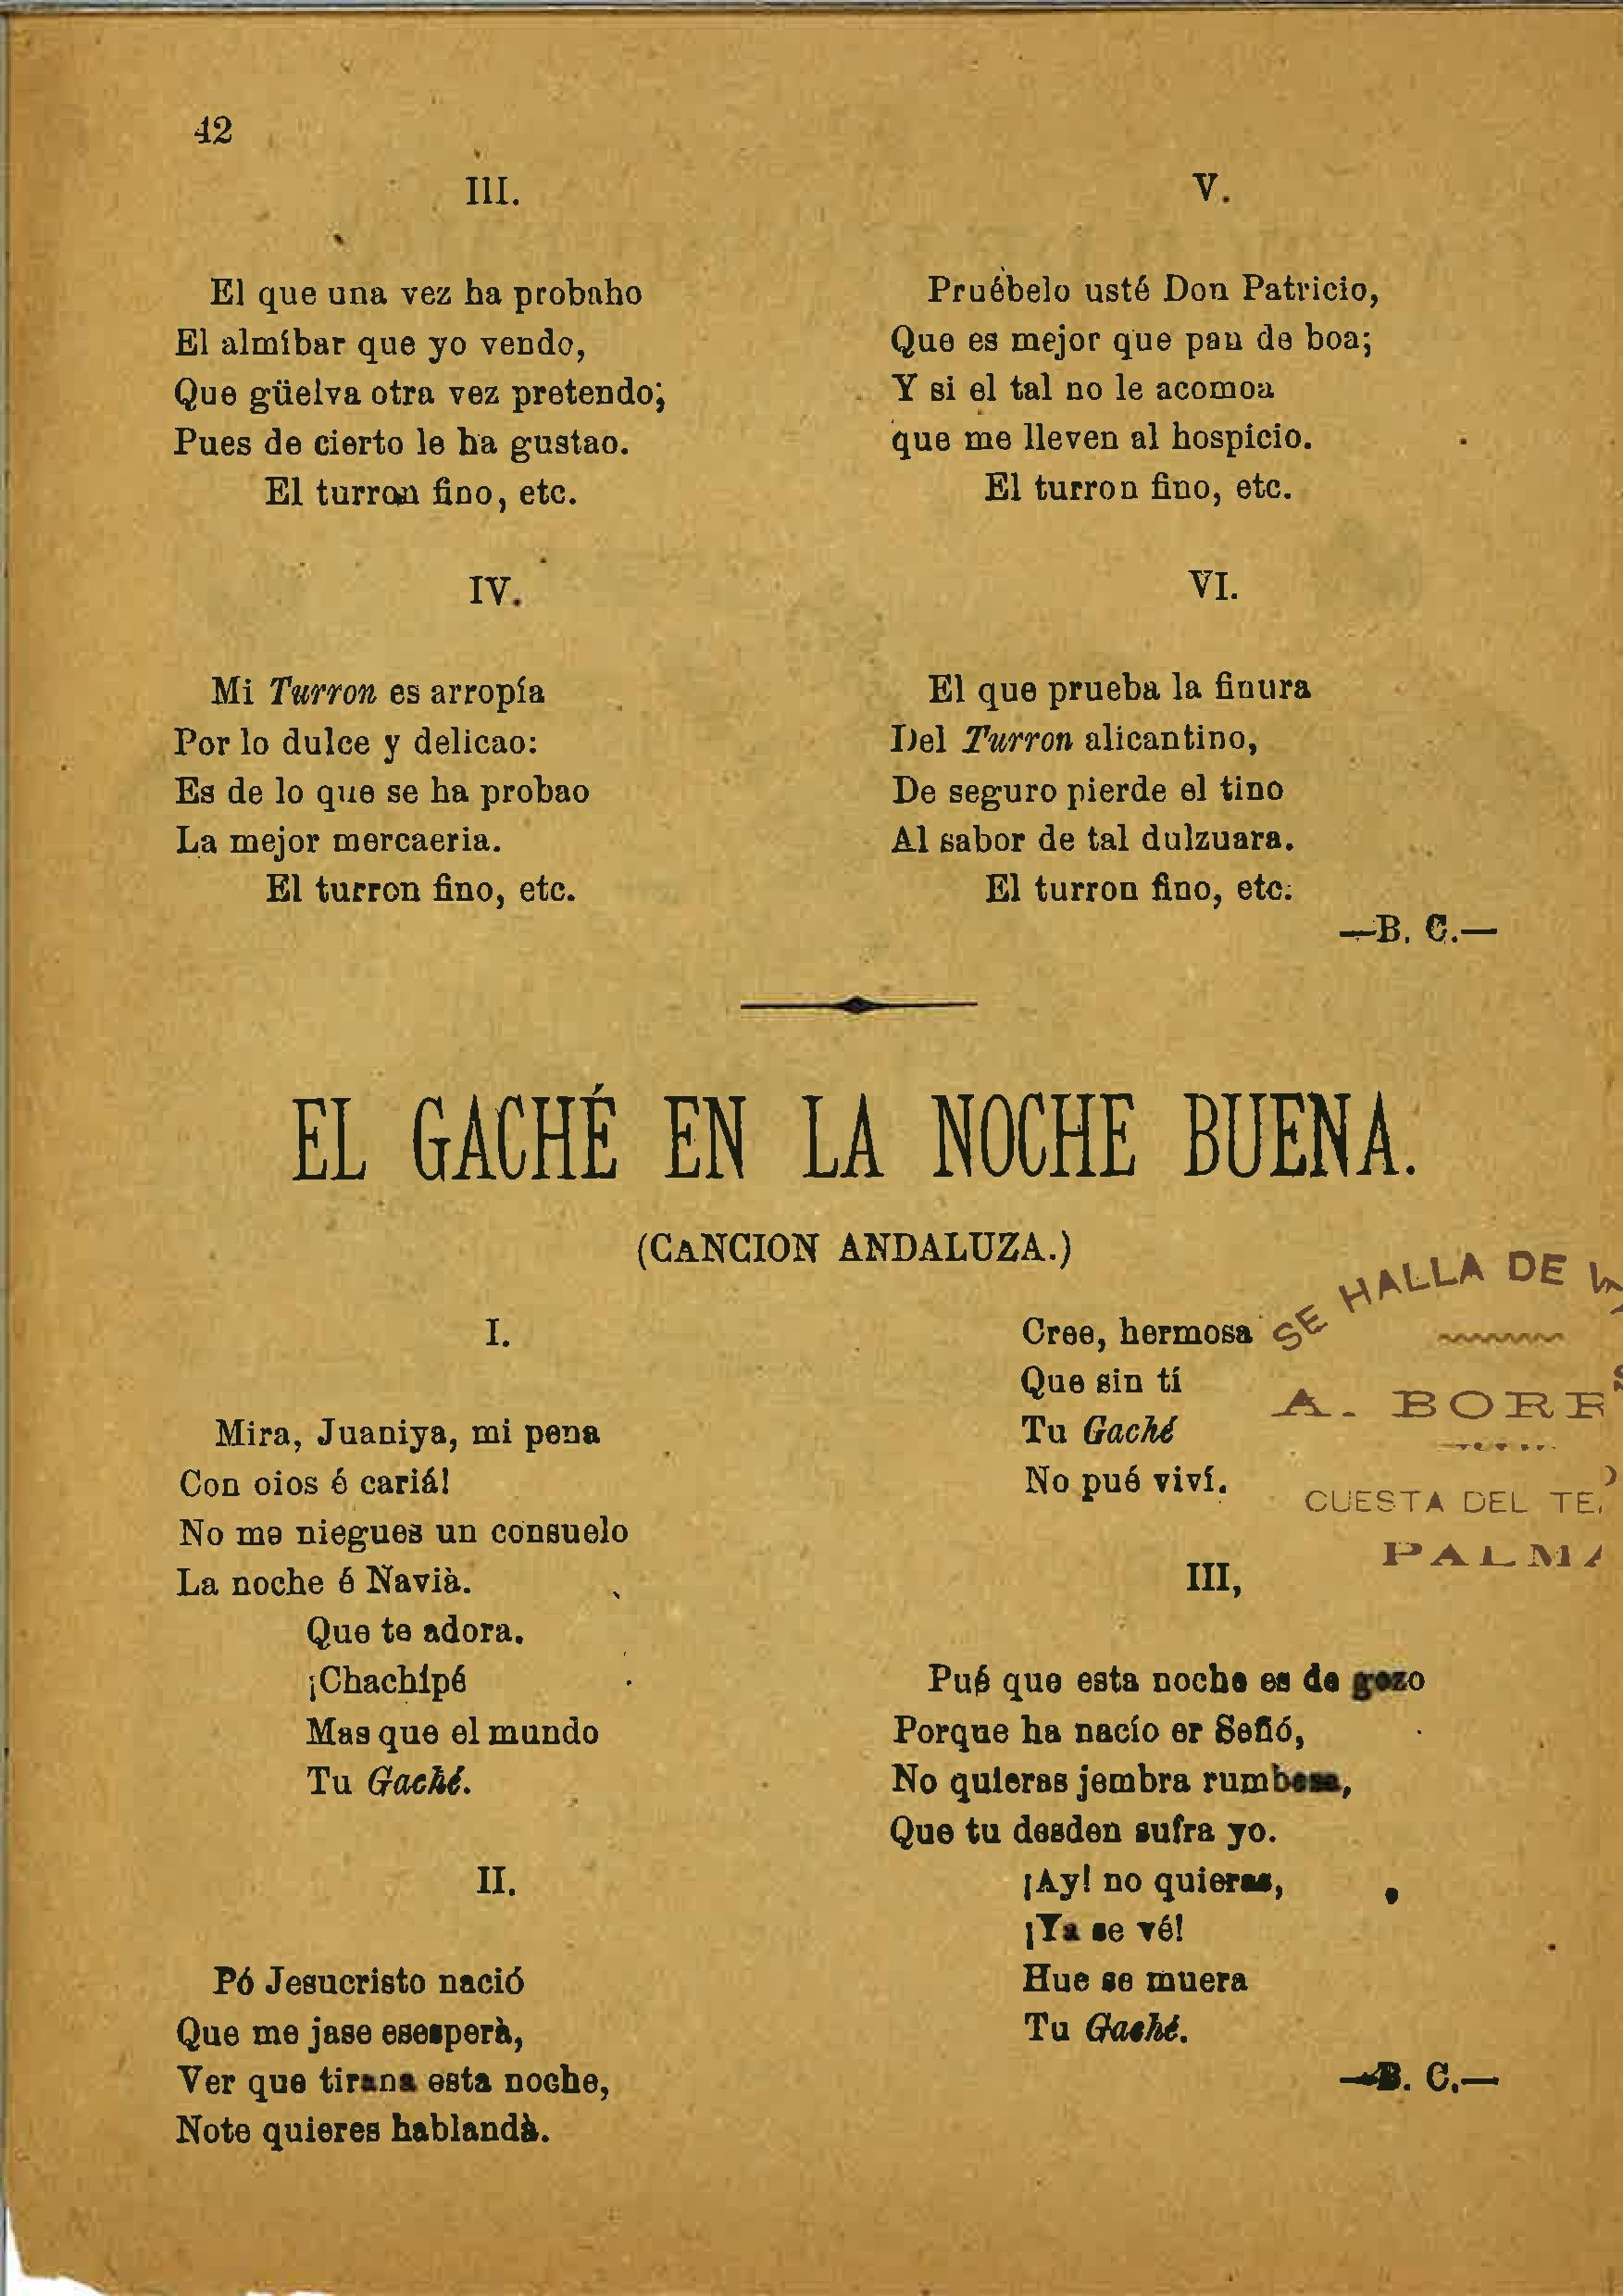 42
III.
El que una vez ha probaho
El almíbar que yo vendo,
Que güelva otra vez pretendo;
Pues de cierto le ha gustao.
El turron fino, etc.
IV.
Mi Turron es arropía
Por lo dulce y delicao:
Es de lo que se ha probao
La mejor mercaeria.
El turron fino, etc.
V.
Pruébelo usté Don Patricio,
Que es mejor que pan de boa;
Y si el tal no le acomoa
que me lleven al hospicio.
El turron fino, etc.
VI.
El que prueba la finura
Del Turron alicantino,
De seguro pierde el tino
Al sabor de tal dulzuara.
El turron fino, etc.
—B. C.—
EL GACHÉ EN LA NOCHE BUENA.
(CANCION ANDALUZA.)
I.
Mira, Juaniya, mi pena
Con oios é cariá!
No me niegues un consuelo
La noche é Navià.
Que te adora.
¡Chachípé
Mas que el mundo
Tu Gaché.
II.
Pó Jesucristo nació
Que me jase esesperà,
Ver que tirana esta noche,
Note quieres hablandà.
Cree, hermosa
Que sin tí
Tu Gaché
No pué viví.
III,
Pué que esta noche es de gozo
Porque ha nacío er Señó,
No quieras jembra rumbesa,
Que tu desden sufra yo.
¡Ay! no quieras,
¡Ya se vé!
Hue se muera
Tu Gaché.
—B. C.—
SE HALLA DE
A. BORR
CUESTA DEL TE
PALMA